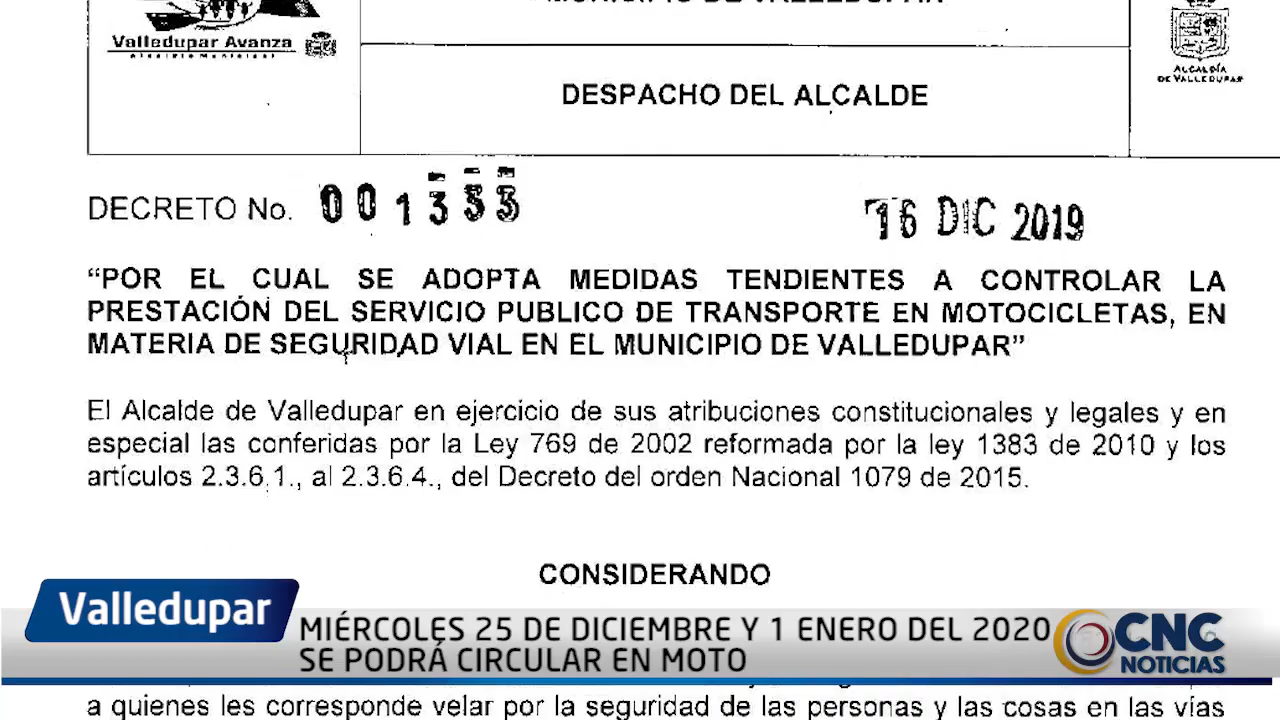 MUNICIPIO DE VALLEDUPAR
Valledupar Avanza
Alcaldía Municipal
ALCALDÍA
DE VALLEDUPAR
DESPACHO DEL ALCALDE
DECRETO No. 001333
16 DIC 2019
“POR EL CUAL SE ADOPTA MEDIDAS TENDIENTES A CONTROLAR LA
PRESTACIÓN DEL SERVICIO PUBLICO DE TRANSPORTE EN MOTOCICLETAS, EN
MATERIA DE SEGURIDAD VIAL EN EL MUNICIPIO DE VALLEDUPAR”
El Alcalde de Valledupar en ejercicio de sus atribuciones constitucionales y legales y en
especial las conferidas por la Ley 769 de 2002 reformada por la ley 1383 de 2010 y los
artículos 2.3.6.1., al 2.3.6.4., del Decreto del orden Nacional 1079 de 2015.
CONSIDERANDO
Valledupar
MIÉRCOLES 25 DE DICIEMBRE Y 1 ENERO DEL 2020
SE PODRÁ CIRCULAR EN MOTO
CNC
NOTICIAS
a quienes les corresponde velar por la seguridad de las personas y las cosas en las vías